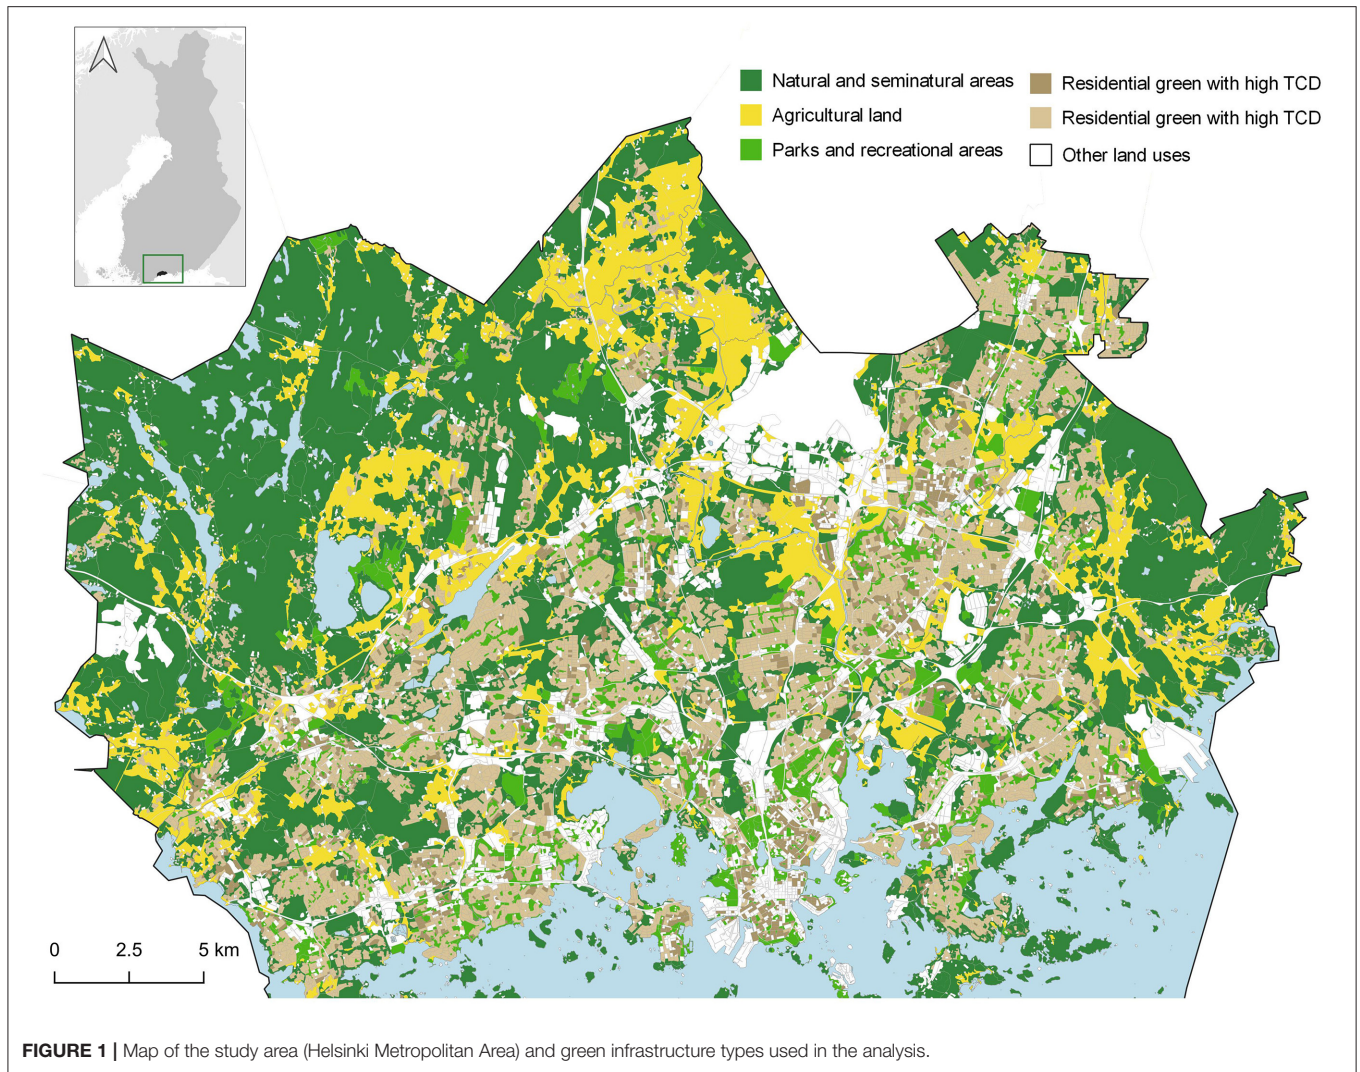 Natural and seminatural areas
Agricultural land
Parks and recreational areas
Residential green with high TCD
Residential green with high TCD
Other land uses
0 2.5 5 km
FIGURE 1 | Map of the study area (Helsinki Metropolitan Area) and green infrastructure types used in the analysis.